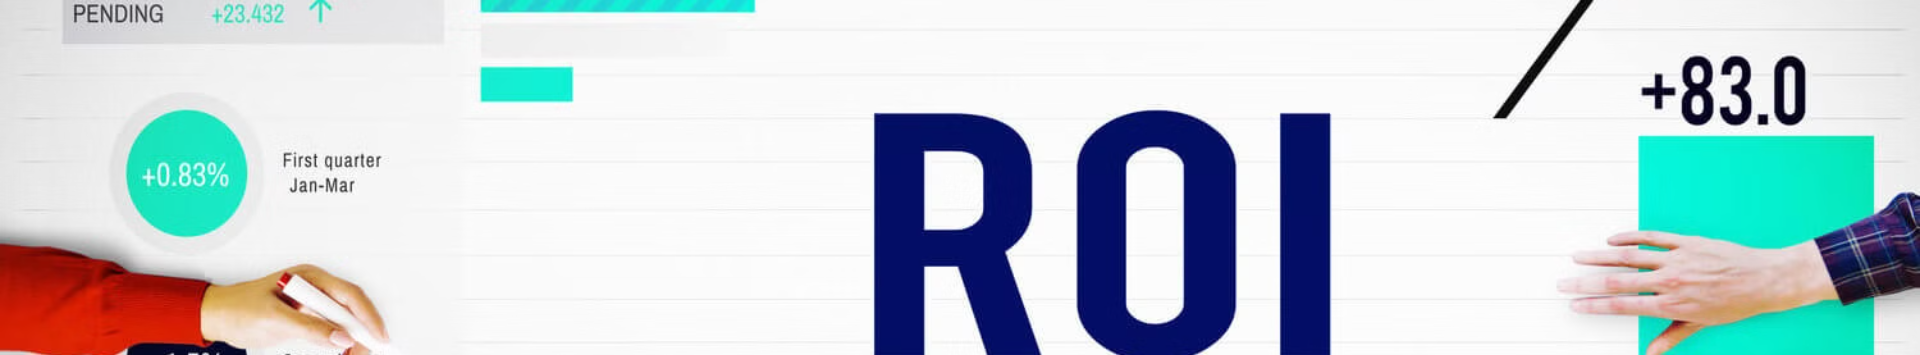 PENDING +23.432
+0.83%
First quarter
Jan-Mar
ROI
+83.0